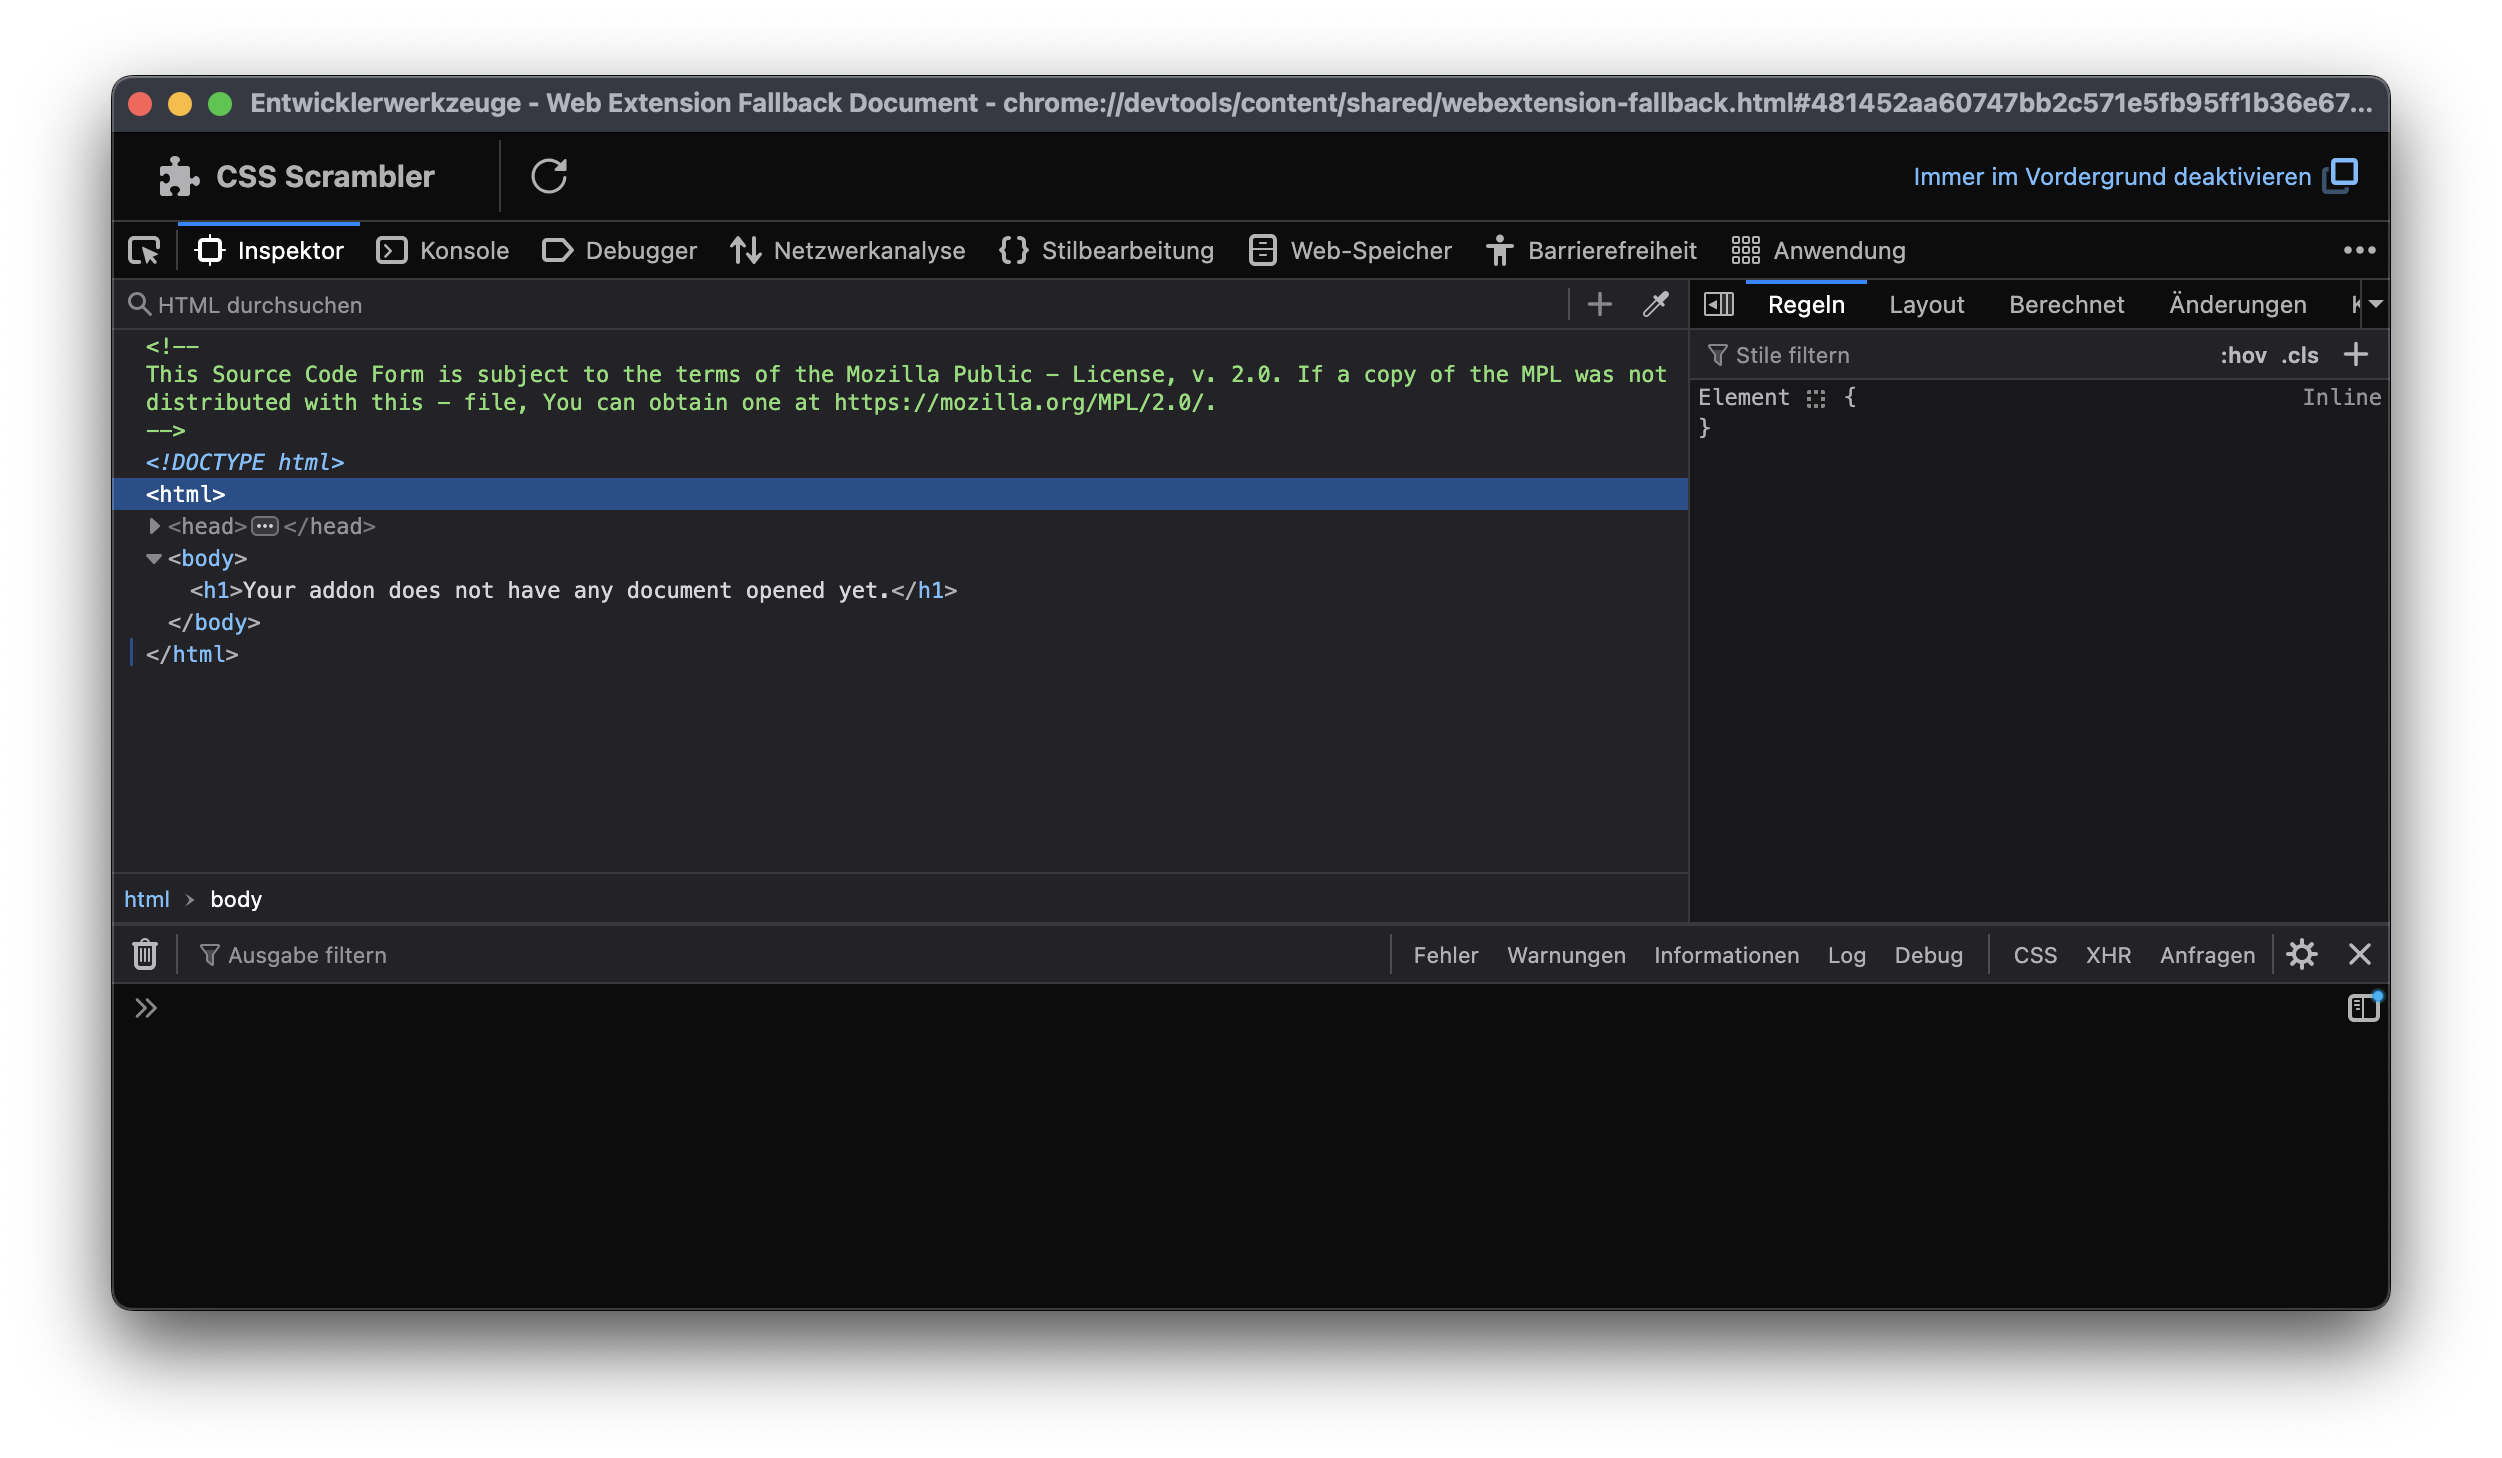 Entwicklerwerkzeuge - Web Extension Fallback Document - chrome://devtools/content/shared/webextension-fallback.html#481452aa60747bb2c571e5fb95ff1b36e67...
CSS Scrambler
Immer im Vordergrund deaktivieren
Inspektor Konsole Debugger Netzwerkanalyse Stilbearbeitung Web-Speicher Barrierefreiheit Anwendung
HTML durchsuchen
Regeln Layout Berechnet Änderungen
<!--
This Source Code Form is subject to the terms of the Mozilla Public - License, v. 2.0. If a copy of the MPL was not
distributed with this - file, You can obtain one at https://mozilla.org/MPL/2.0/.
-->
<!DOCTYPE html>
<html>
<head></head>
<body>
<h1>Your addon does not have any document opened yet.</h1>
</body>
</html>
Stile filtern :hov .cls
Element { Inline
}
html body
Ausgabe filtern Fehler Warnungen Informationen Log Debug CSS XHR Anfragen